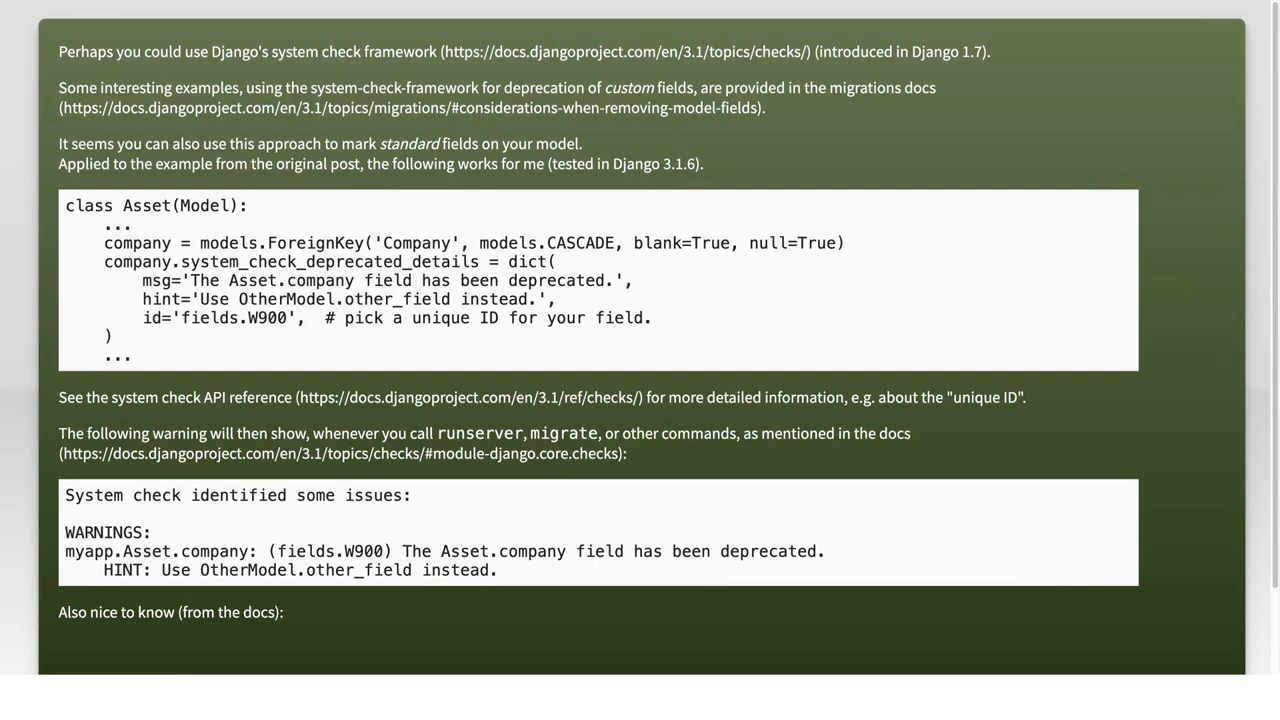 Perhaps you could use Django's system check framework (https://docs.djangoproject.com/en/3.1/topics/checks/) (introduced in Django 1.7).
Some interesting examples, using the system-check-framework for deprecation of custom fields, are provided in the migrations docs
(https://docs.djangoproject.com/en/3.1/topics/migrations/#considerations-when-removing-model-fields).
It seems you can also use this approach to mark standard fields on your model.
Applied to the example from the original post, the following works for me (tested in Django 3.1.6).
class Asset(Model):
    ...
    company = models.ForeignKey('Company', models.CASCADE, blank=True, null=True)
    company.system_check_deprecated_details = dict(
        msg='The Asset.company field has been deprecated.',
        hint='Use OtherModel.other_field instead.',
        id='fields.W900',  # pick a unique ID for your field.
    )
    ...
See the system check API reference (https://docs.djangoproject.com/en/3.1/ref/checks/) for more detailed information, e.g. about the "unique ID".
The following warning will then show, whenever you call runserver, migrate, or other commands, as mentioned in the docs
(https://docs.djangoproject.com/en/3.1/topics/checks/#module-django.core.checks):
System check identified some issues:
WARNINGS:
myapp.Asset.company: (fields.W900) The Asset.company field has been deprecated.
    HINT: Use OtherModel.other_field instead.
Also nice to know (from the docs):